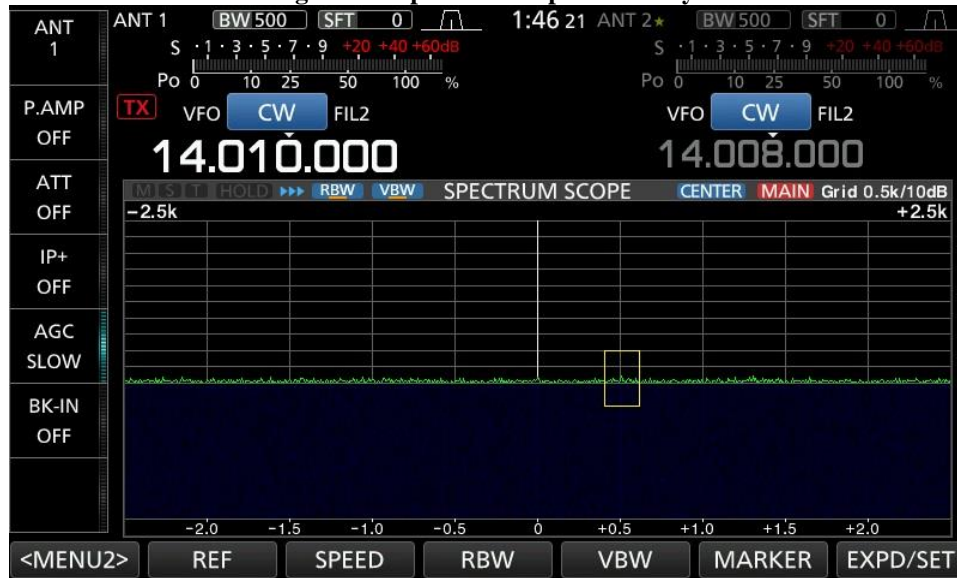 ANT 1
ANT 1 BW 500 SFT 0 1:46 21 ANT 2★ BW 500 SFT 0
S ·1·3·5·7·9 +20 +40 +60dB S ·1·3·5·7·9 +20 +40 +60dB
Po 0 10 25 50 100 % Po 0 10 25 50 100 %
P.AMP
OFF
TX VFO CW FIL2 VFO CW FIL2
14.010.000 14.008.000
ATT
OFF
M S T HOLD RBW VBW SPECTRUM SCOPE CENTER MAIN Grid 0.5k/10dB
−2.5k +2.5k
IP+
OFF
AGC
SLOW
BK-IN
OFF
−2.0 −1.5 −1.0 −0.5 0 +0.5 +1.0 +1.5 +2.0
<MENU2> REF SPEED RBW VBW MARKER EXPD/SET